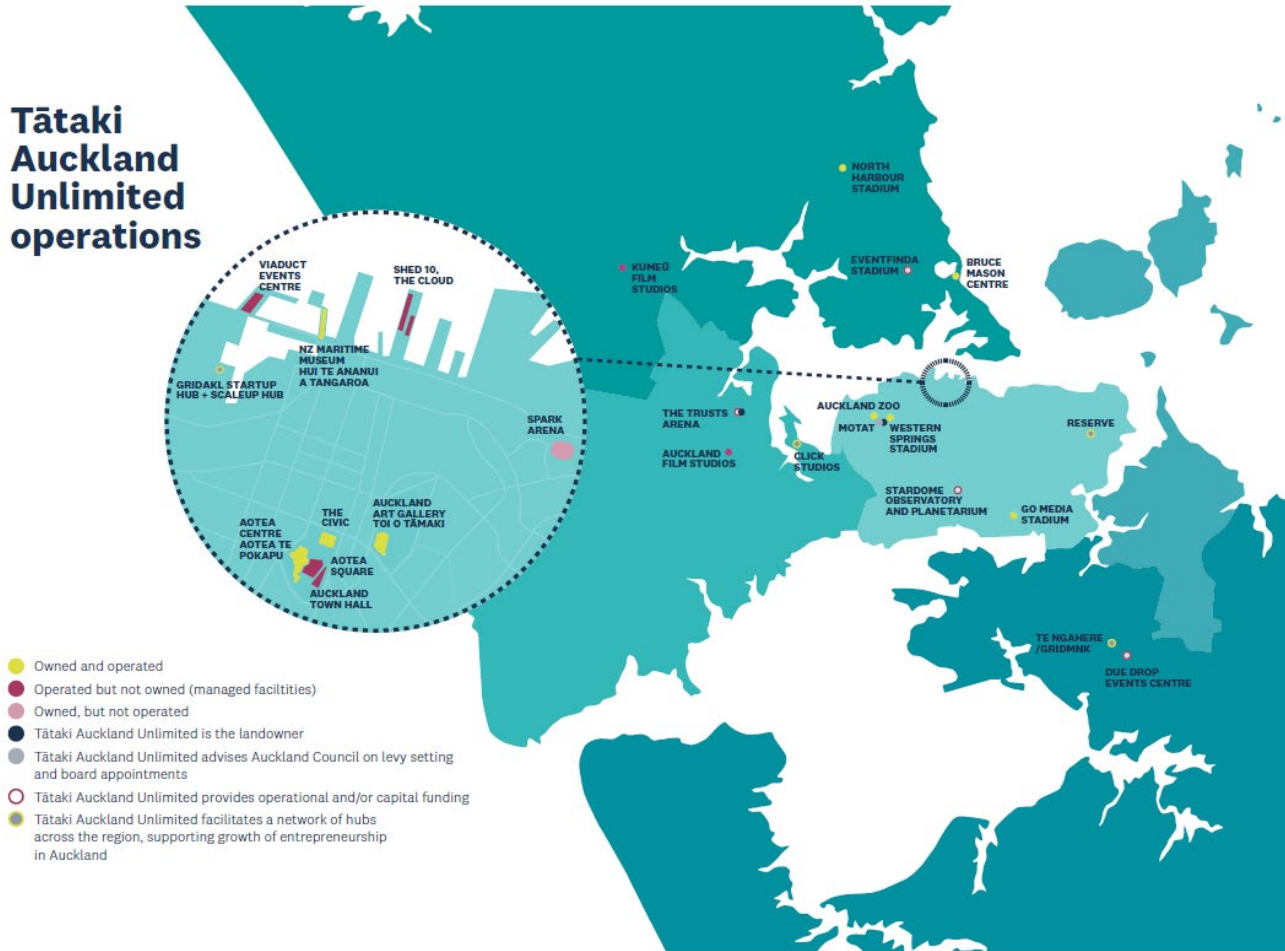 Tātaki
Auckland
Unlimited
operations
VIADUCT
EVENTS
CENTRE
SHED 10,
THE CLOUD
NZ MARITIME
MUSEUM
HUI TE ANANUI
A TANGAROA
GRIDAKL STARTUP
HUB + SCALEUP HUB
SPARK
ARENA
AUCKLAND
ART GALLERY
TOI O TĀMAKI
THE
CIVIC
AOTEA
CENTRE
AOTEA TE
POKAPU
AOTEA
SQUARE
AUCKLAND
TOWN HALL
NORTH
HARBOUR
STADIUM
KUMEŪ
FILM
STUDIOS
EVENTFINDA
STADIUM
BRUCE
MASON
CENTRE
THE TRUSTS
ARENA
AUCKLAND
FILM STUDIOS
CLICK
STUDIOS
AUCKLAND ZOO
MOTAT
WESTERN
SPRINGS
STADIUM
RESERVE
STARDOME
OBSERVATORY
AND PLANETARIUM
GO MEDIA
STADIUM
TE NGAHERE
/GRIDMNK
DUE DROP
EVENTS CENTRE
Owned and operated
Operated but not owned (managed faciltities)
Owned, but not operated
Tātaki Auckland Unlimited is the landowner
Tātaki Auckland Unlimited advises Auckland Council on levy setting
and board appointments
Tātaki Auckland Unlimited provides operational and/or capital funding
Tātaki Auckland Unlimited facilitates a network of hubs
across the region, supporting growth of entrepreneurship
in Auckland